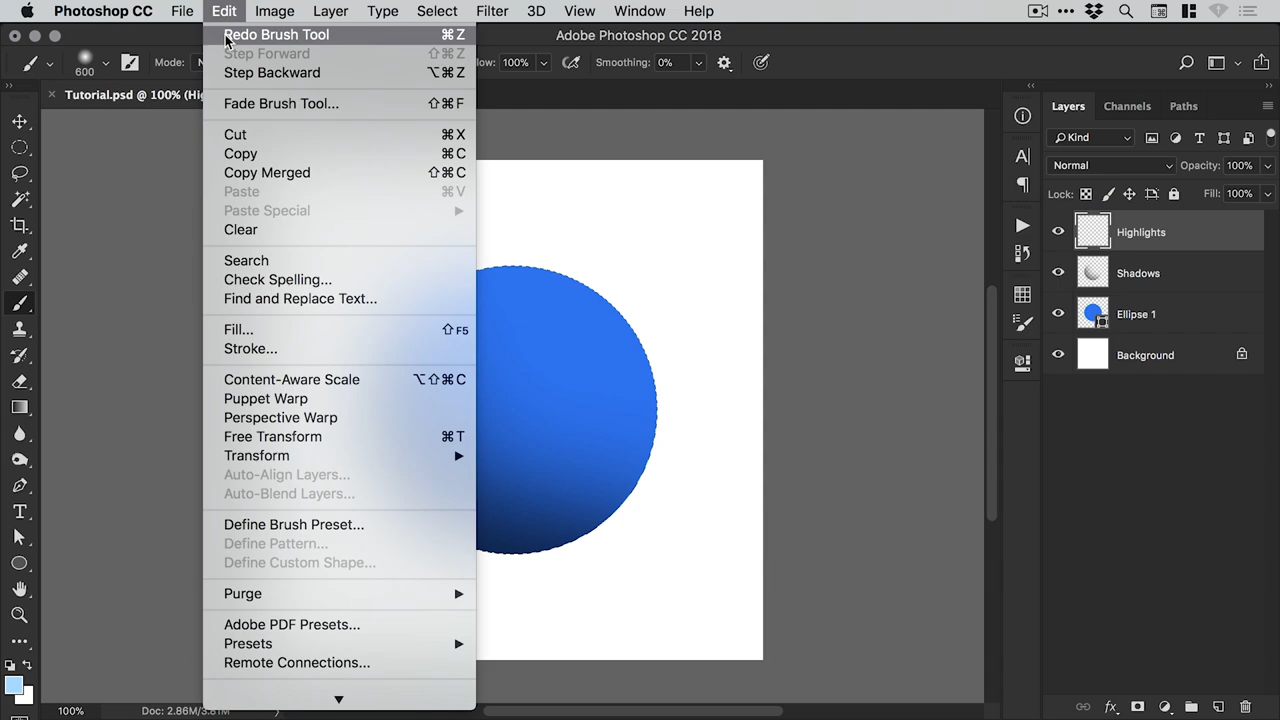 Photoshop CC File Edit Image Layer Type Select Filter 3D View Window Help
Adobe Photoshop CC 2018
600 Mode: 100% Smoothing: 0%
Tutorial.psd @ 100%
Redo Brush Tool ⌘Z
Step Forward ⇧⌘Z
Step Backward ⌥⌘Z
Fade Brush Tool... ⇧⌘F
Cut ⌘X
Copy ⌘C
Copy Merged ⇧⌘C
Paste ⌘V
Paste Special
Clear
Search
Check Spelling...
Find and Replace Text...
Fill... ⇧F5
Stroke...
Content-Aware Scale ⌥⇧⌘C
Puppet Warp
Perspective Warp
Free Transform ⌘T
Transform
Auto-Align Layers...
Auto-Blend Layers...
Define Brush Preset...
Define Pattern...
Define Custom Shape...
Purge
Adobe PDF Presets...
Presets
Remote Connections...
Layers Channels Paths
Kind
Normal Opacity: 100%
Lock: Fill: 100%
Highlights
Shadows
Ellipse 1
Background
100% Doc: 2.86M/3.81M